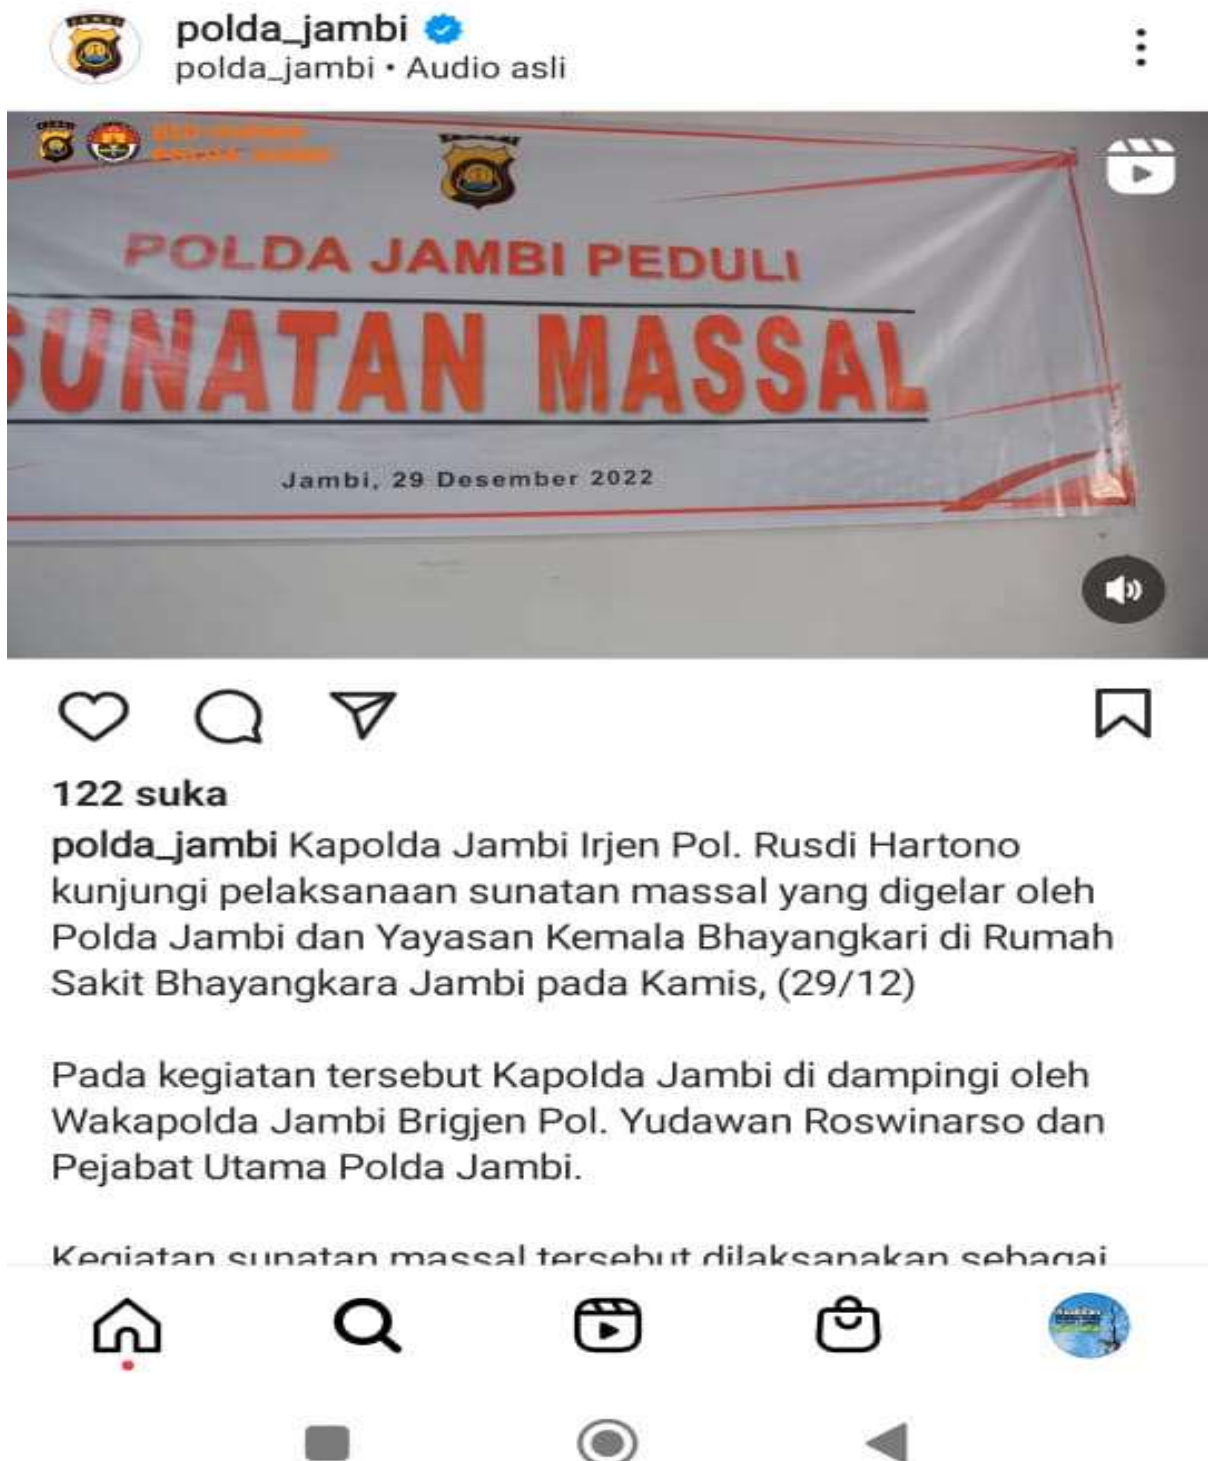 polda_jambi
polda_jambi • Audio asli
POLDA JAMBI PEDULI
SUNATAN MASSAL
Jambi, 29 Desember 2022
122 suka
polda_jambi Kapolda Jambi Irjen Pol. Rusdi Hartono
kunjungi pelaksanaan sunatan massal yang digelar oleh
Polda Jambi dan Yayasan Kemala Bhayangkari di Rumah
Sakit Bhayangkara Jambi pada Kamis, (29/12)
Pada kegiatan tersebut Kapolda Jambi di dampingi oleh
Wakapolda Jambi Brigjen Pol. Yudawan Roswinarso dan
Pejabat Utama Polda Jambi.
Kegiatan sunatan massal tersebut dilaksanakan sebagai